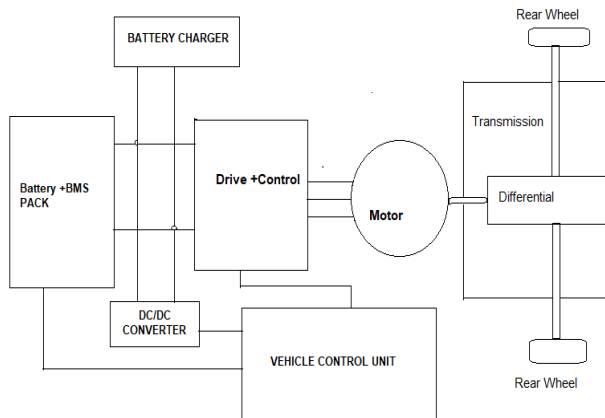 Rear Wheel
BATTERY CHARGER
Transmission
Battery +BMS
PACK
Drive +Control
Motor
Differential
DC/DC
CONVERTER
VEHICLE CONTROL UNIT
Rear Wheel